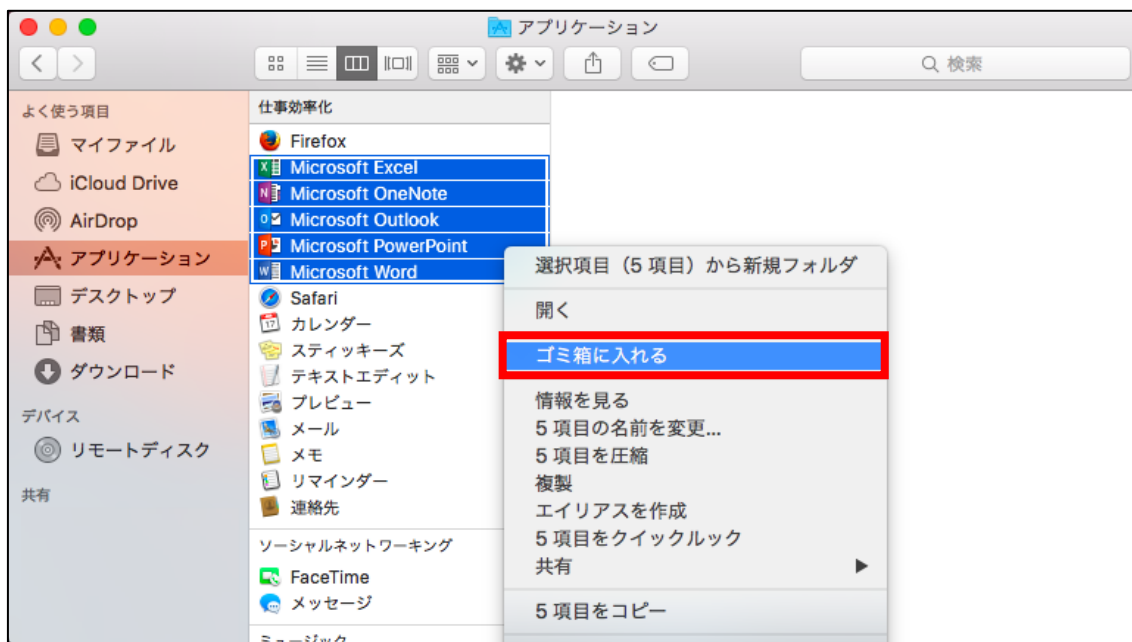 アプリケーション
検索
よく使う項目
マイファイル
iCloud Drive
AirDrop
アプリケーション
デスクトップ
書類
ダウンロード
デバイス
リモートディスク
共有
仕事効率化
Firefox
Microsoft Excel
Microsoft OneNote
Microsoft Outlook
Microsoft PowerPoint
Microsoft Word
Safari
カレンダー
スティッキーズ
テキストエディット
プレビュー
メール
メモ
リマインダー
連絡先
ソーシャルネットワーキング
FaceTime
メッセージ
ミュージック
選択項目（5 項目）から新規フォルダ
開く
ゴミ箱に入れる
情報を見る
5 項目の名前を変更...
5 項目を圧縮
複製
エイリアスを作成
5 項目をクイックルック
共有
5 項目をコピー